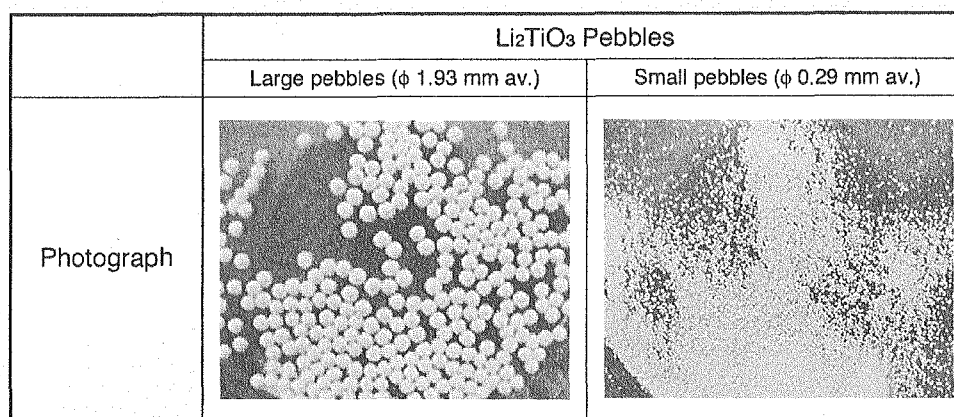 Li₂TiO₃ Pebbles
Large pebbles (ϕ 1.93 mm av.)
Small pebbles (ϕ 0.29 mm av.)
Photograph